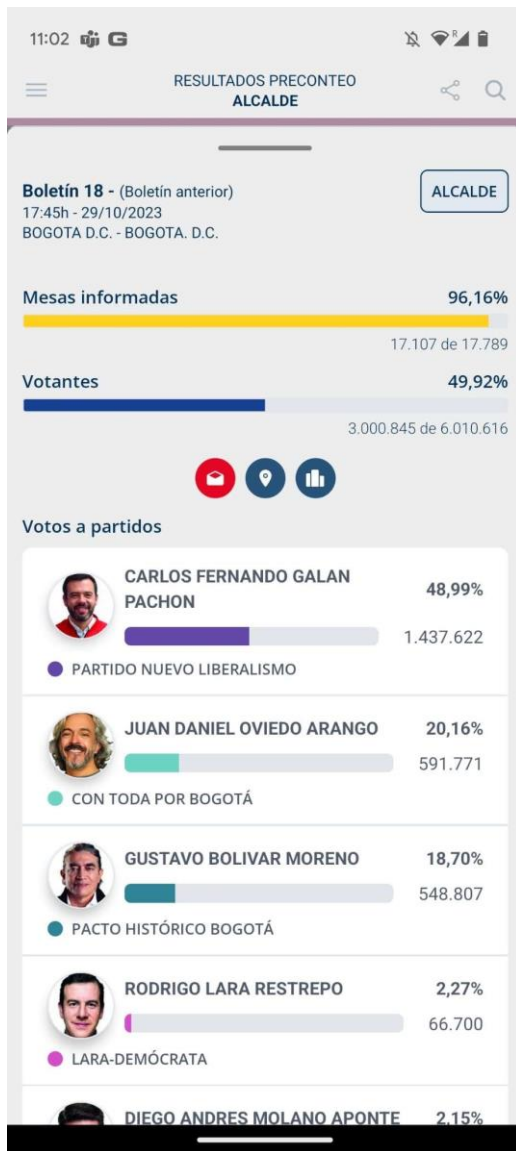 11:02
RESULTADOS PRECONTEO
ALCALDE
Boletín 18 - (Boletín anterior)
17:45h - 29/10/2023
BOGOTA D.C. - BOGOTA. D.C.
ALCALDE
Mesas informadas 96,16%
17.107 de 17.789
Votantes 49,92%
3.000.845 de 6.010.616
Votos a partidos
CARLOS FERNANDO GALAN
PACHON
48,99%
1.437.622
PARTIDO NUEVO LIBERALISMO
JUAN DANIEL OVIEDO ARANGO 20,16%
591.771
CON TODA POR BOGOTÁ
GUSTAVO BOLIVAR MORENO 18,70%
548.807
PACTO HISTÓRICO BOGOTÁ
RODRIGO LARA RESTREPO 2,27%
66.700
LARA-DEMÓCRATA
DIEGO ANDRES MOLANO APONTE 2,15%